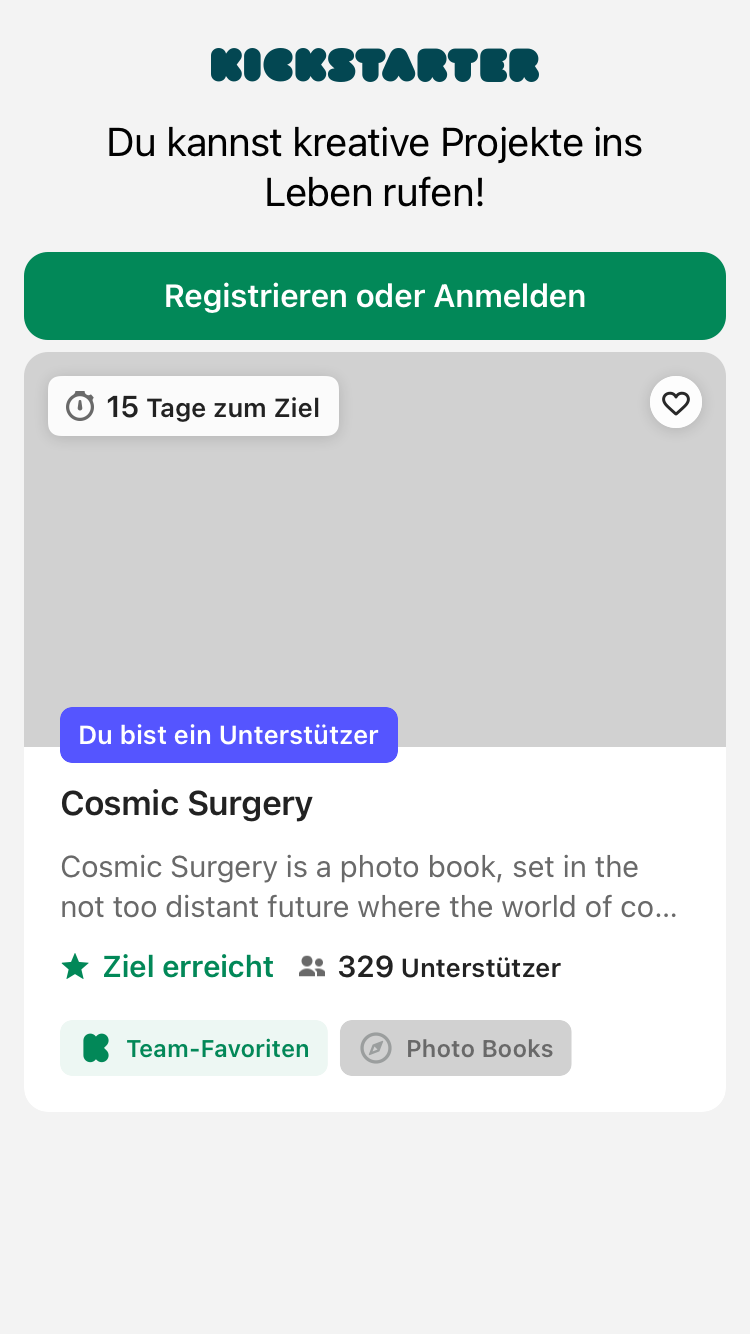 KICKSTARTER
Du kannst kreative Projekte ins
Leben rufen!
Registrieren oder Anmelden
15 Tage zum Ziel
Du bist ein Unterstützer
Cosmic Surgery
Cosmic Surgery is a photo book, set in the
not too distant future where the world of co...
Ziel erreicht 329 Unterstützer
Team-Favoriten Photo Books